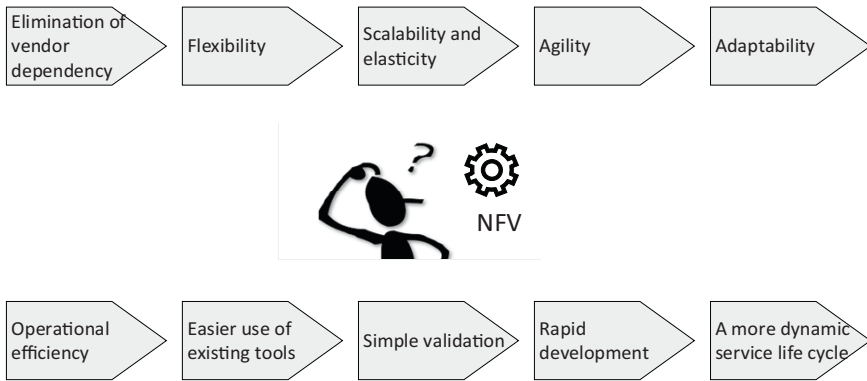 Elimination of
vendor
dependency
Flexibility
Scalability and
elasticity
Agility
Adaptability
?
NFV
Operational
efficiency
Easier use of
existing tools
Simple validation
Rapid
development
A more dynamic
service life cycle